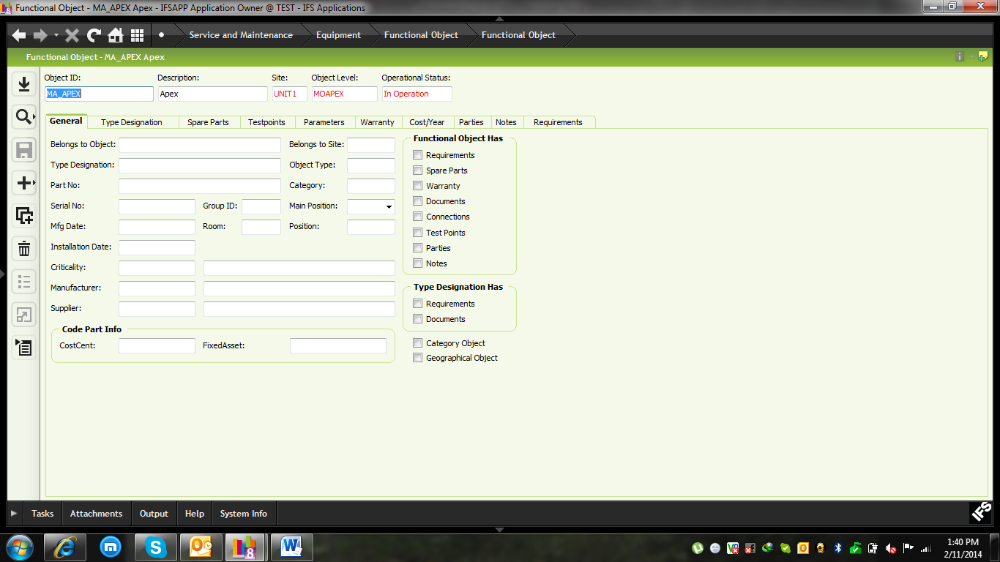 Functional Object - MA_APEX Apex - IFSAPP Application Owner @ TEST - IFS Applications
Service and Maintenance Equipment Functional Object Functional Object
Functional Object - MA_APEX Apex
Object ID: Description: Site: Object Level: Operational Status:
MA_APEX Apex UNIT1 MOAPEX In Operation
General Type Designation Spare Parts Testpoints Parameters Warranty Cost/Year Parties Notes Requirements
Belongs to Object: Belongs to Site:
Type Designation: Object Type:
Part No: Category:
Serial No: Group ID: Main Position:
Mfg Date: Room: Position:
Installation Date:
Criticality:
Manufacturer:
Supplier:
Code Part Info
CostCent: FixedAsset:
Functional Object Has
Requirements
Spare Parts
Warranty
Documents
Connections
Test Points
Parties
Notes
Type Designation Has
Requirements
Documents
Category Object
Geographical Object
Tasks Attachments Output Help System Info
IFS
1:40 PM
2/11/2014